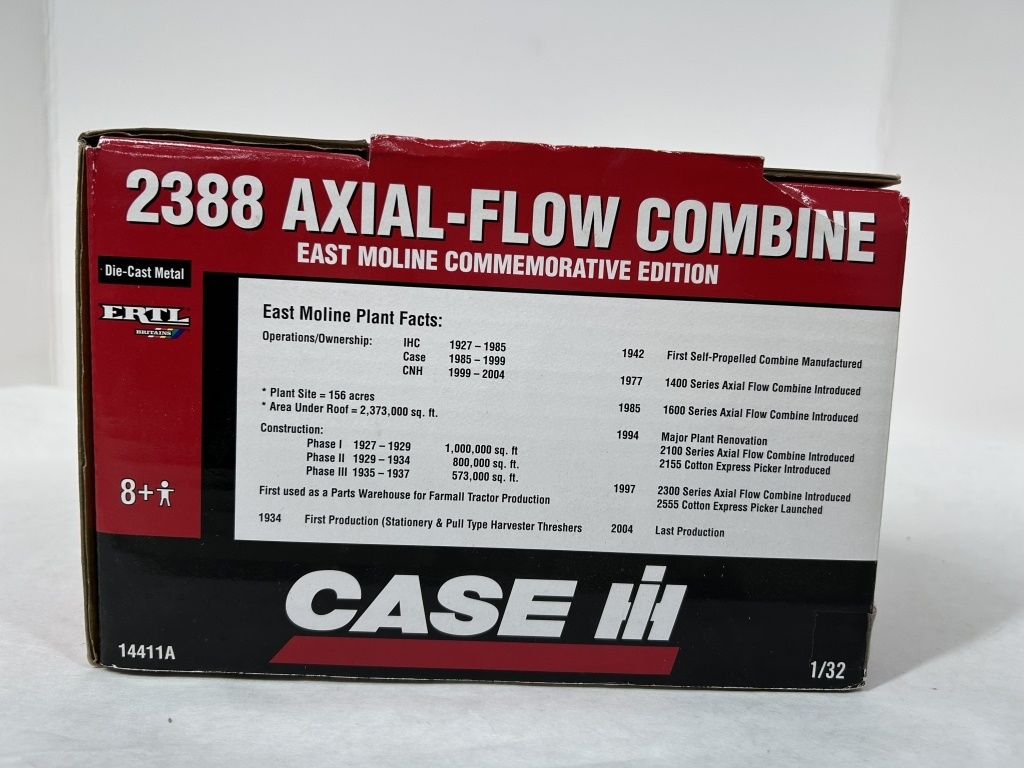 2388 AXIAL-FLOW COMBINE
EAST MOLINE COMMEMORATIVE EDITION
Die-Cast Metal
ERTL
BRITAINS
8+
East Moline Plant Facts:
Operations/Ownership: IHC 1927 – 1985
Case 1985 – 1999
CNH 1999 – 2004
* Plant Site = 156 acres
* Area Under Roof = 2,373,000 sq. ft.
Construction:
Phase I 1927 – 1929 1,000,000 sq. ft
Phase II 1929 – 1934 800,000 sq. ft.
Phase III 1935 – 1937 573,000 sq. ft.
First used as a Parts Warehouse for Farmall Tractor Production
1934 First Production (Stationery & Pull Type Harvester Threshers
1942 First Self-Propelled Combine Manufactured
1977 1400 Series Axial Flow Combine Introduced
1985 1600 Series Axial Flow Combine Introduced
1994 Major Plant Renovation
2100 Series Axial Flow Combine Introduced
2155 Cotton Express Picker Introduced
1997 2300 Series Axial Flow Combine Introduced
2555 Cotton Express Picker Launched
2004 Last Production
CASE IH
14411A
1/32